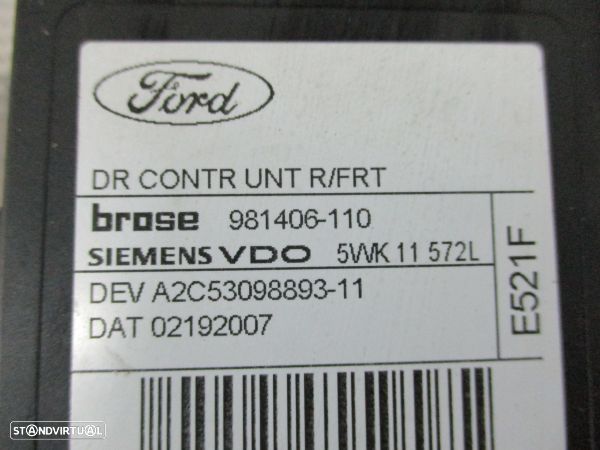 Ford
DR CONTR UNT R/FRT
brose 981406-110
SIEMENS VDO 5WK 11 572L
DEV A2C53098893-11
DAT 02192007
E521F
STANDVIRTUAL